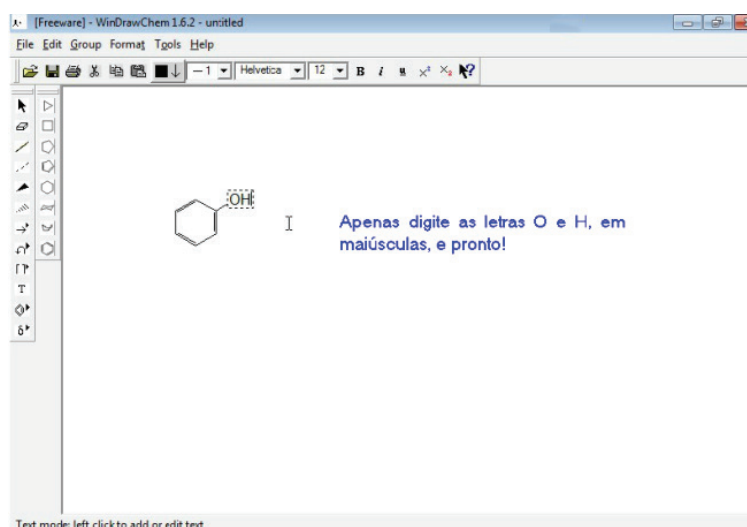 [Freeware] - WinDrawChem 1.6.2 - untitled
File Edit Group Format Tools Help
1 Helvetica 12 B i
T
OH
Apenas digite as letras O e H, em
maiúsculas, e pronto!
Text mode: left click to add or edit text.